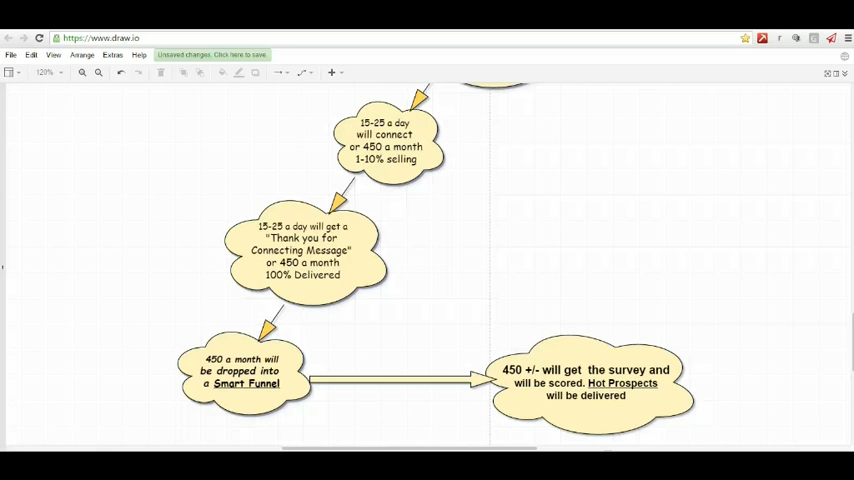 https://www.draw.io
File Edit View Arrange Extras Help Unsaved changes. Click here to save.
120%
15-25 a day
will connect
or 450 a month
1-10% selling
15-25 a day will get a
"Thank you for
Connecting Message"
or 450 a month
100% Delivered
450 a month will
be dropped into
a Smart Funnel
450 +/- will get the survey and
will be scored. Hot Prospects
will be delivered